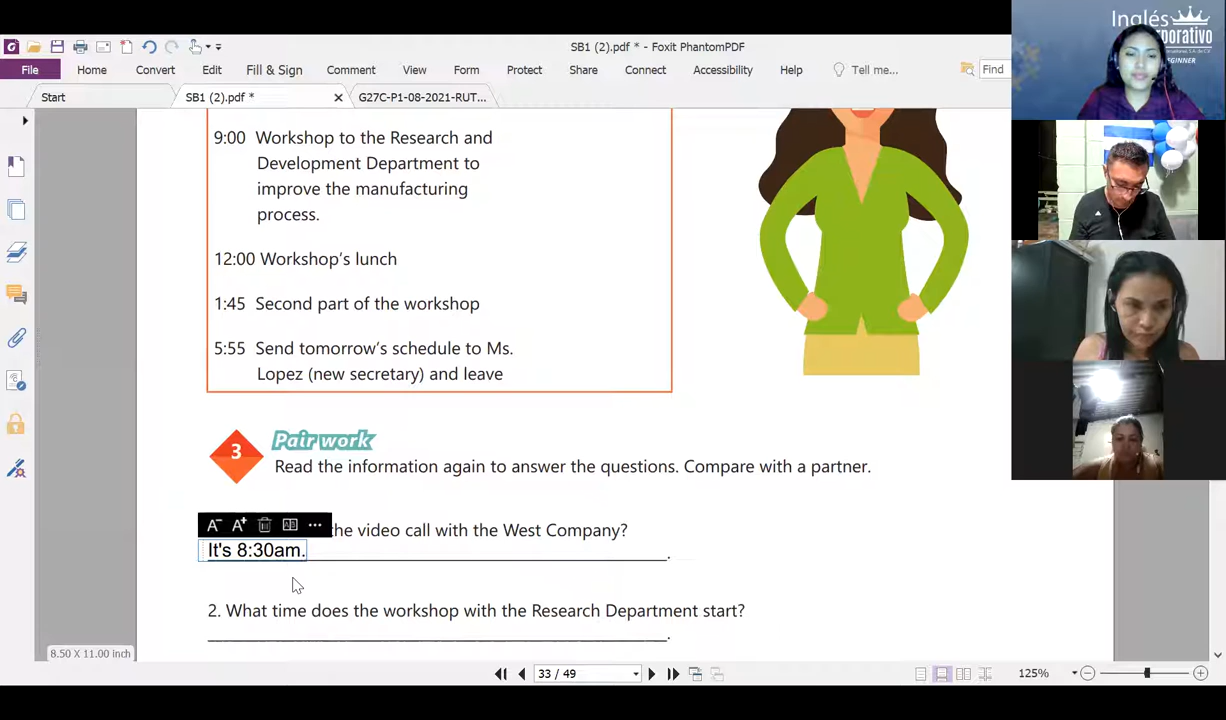 SB1 (2).pdf * - Foxit PhantomPDF
File Home Convert Edit Fill & Sign Comment View Form Protect Share Connect Accessibility Help Tell me... Find
Start SB1 (2).pdf * G27C-P1-08-2021-RUT...
Inglés
rporativo
9:00 Workshop to the Research and
Development Department to
improve the manufacturing
process.
12:00 Workshop's lunch
1:45 Second part of the workshop
5:55 Send tomorrow's schedule to Ms.
Lopez (new secretary) and leave
3 Pair work
Read the information again to answer the questions. Compare with a partner.
the video call with the West Company?
It's 8:30am.
2. What time does the workshop with the Research Department start?
8.50 X 11.00 inch
33 / 49
125%